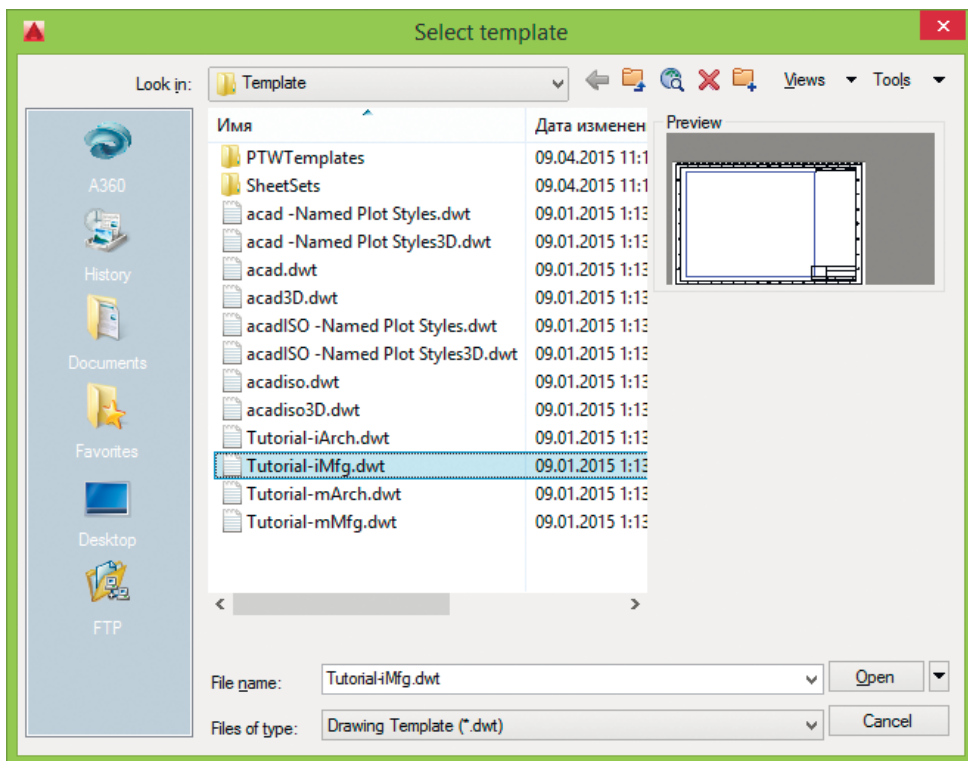 Select template
Look in: Template Views Tools
A360
History
Documents
Favorites
Desktop
FTP
Имя Дата изменен
PTWTemplates 09.04.2015 11:1
SheetSets 09.04.2015 11:1
acad -Named Plot Styles.dwt 09.01.2015 1:13
acad -Named Plot Styles3D.dwt 09.01.2015 1:13
acad.dwt 09.01.2015 1:13
acad3D.dwt 09.01.2015 1:13
acadISO -Named Plot Styles.dwt 09.01.2015 1:13
acadISO -Named Plot Styles3D.dwt 09.01.2015 1:13
acadiso.dwt 09.01.2015 1:13
acadiso3D.dwt 09.01.2015 1:13
Tutorial-iArch.dwt 09.01.2015 1:13
Tutorial-iMfg.dwt 09.01.2015 1:13
Tutorial-mArch.dwt 09.01.2015 1:13
Tutorial-mMfg.dwt 09.01.2015 1:13
Preview
File name: Tutorial-iMfg.dwt Open
Files of type: Drawing Template (*.dwt) Cancel